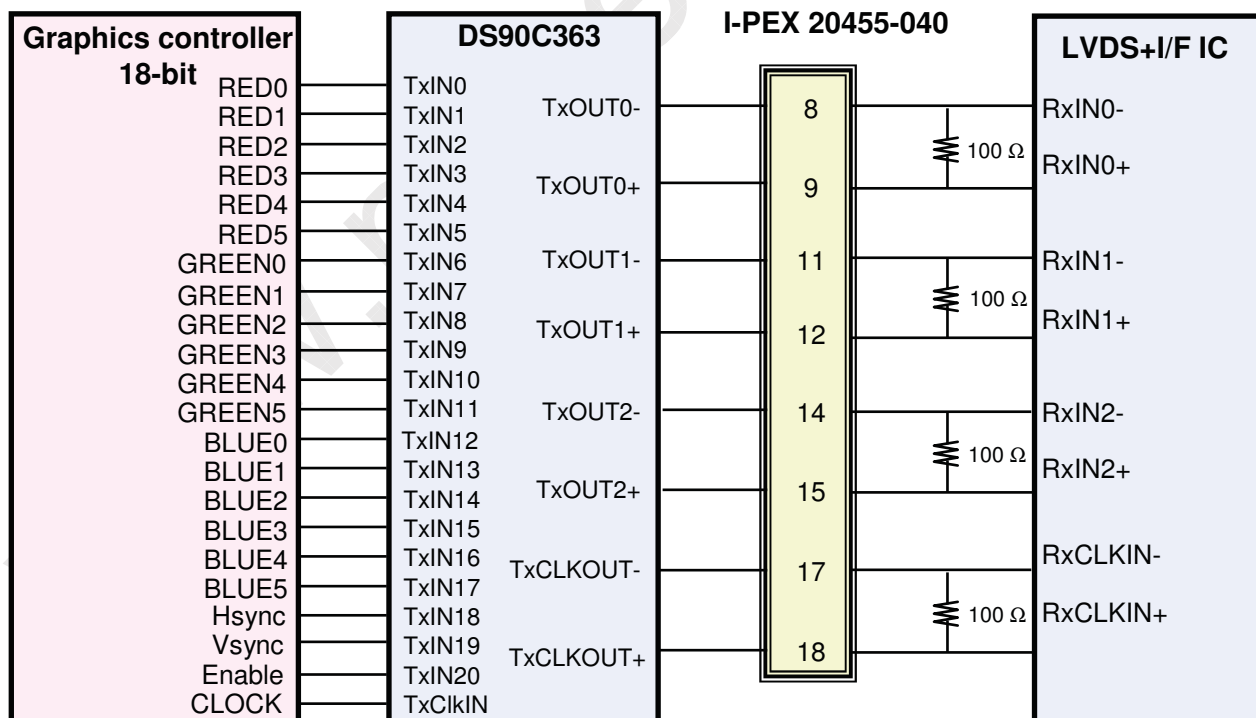 Graphics controller
18-bit
RED0
RED1
RED2
RED3
RED4
RED5
GREEN0
GREEN1
GREEN2
GREEN3
GREEN4
GREEN5
BLUE0
BLUE1
BLUE2
BLUE3
BLUE4
BLUE5
Hsync
Vsync
Enable
CLOCK
DS90C363
TxIN0
TxIN1
TxIN2
TxIN3
TxIN4
TxIN5
TxIN6
TxIN7
TxIN8
TxIN9
TxIN10
TxIN11
TxIN12
TxIN13
TxIN14
TxIN15
TxIN16
TxIN17
TxIN18
TxIN19
TxIN20
TxClkIN
TxOUT0-
TxOUT0+
TxOUT1-
TxOUT1+
TxOUT2-
TxOUT2+
TxCLKOUT-
TxCLKOUT+
I-PEX 20455-040
8
9
11
12
14
15
17
18
100 Ω
100 Ω
100 Ω
100 Ω
LVDS+I/F IC
RxIN0-
RxIN0+
RxIN1-
RxIN1+
RxIN2-
RxIN2+
RxCLKIN-
RxCLKIN+